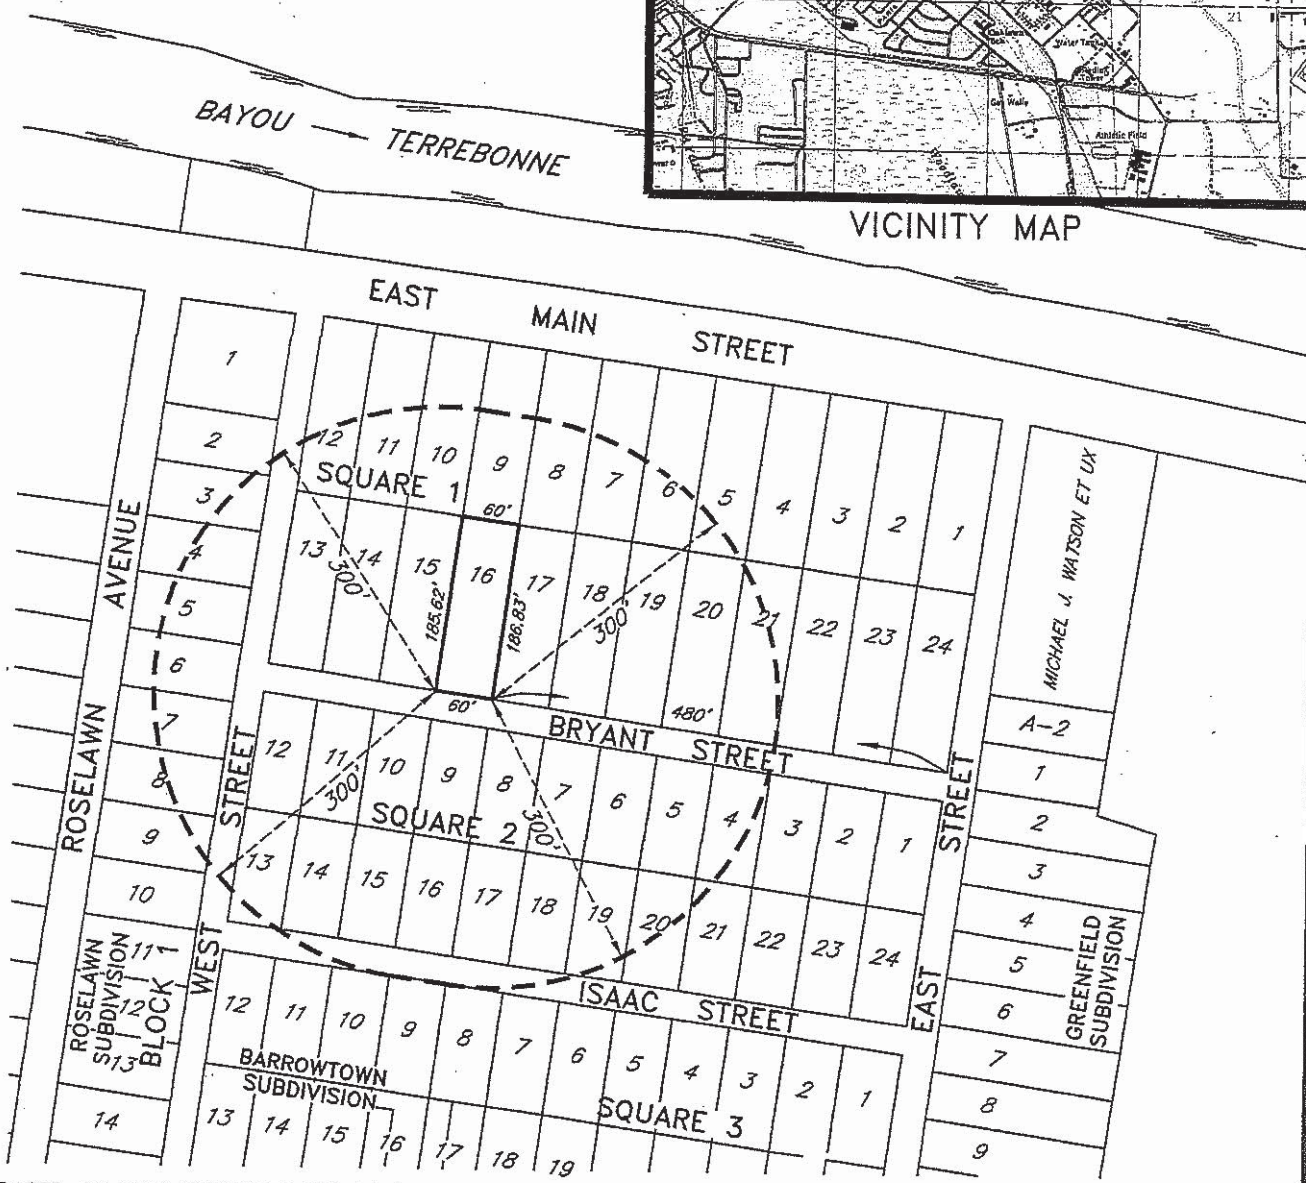 21
Water Tank
Gas Wells
Athletic Field
VICINITY MAP
BAYOU TERREBONNE
EAST MAIN STREET
1
2
3
4
5
6
7
8
9
10
11
12
13
14
ROSELAWN AVENUE
ROSELAWN
SUBDIVISION
BLOCK 1
WEST STREET
12 11 10 9 8 7 6 5 4 3 2 1
SQUARE 1
60'
13 14 15 16 17 18 19 20 21 22 23 24
300'
185.62'
186.83'
300'
60'
480'
BRYANT STREET
12 11 10 9 8 7 6 5 4 3 2 1
300'
SQUARE 2
300'
13 14 15 16 17 18 19 20 21 22 23 24
ISAAC STREET
12 11 10 9 8 7 6 5 4 3 2 1
BARROWTOWN
SUBDIVISION
SQUARE 3
13 14 15 16 17 18 19
EAST STREET
MICHAEL J. WATSON ET UX
A-2
1
2
3
4
5
6
7
8
9
GREENFIELD
SUBDIVISION